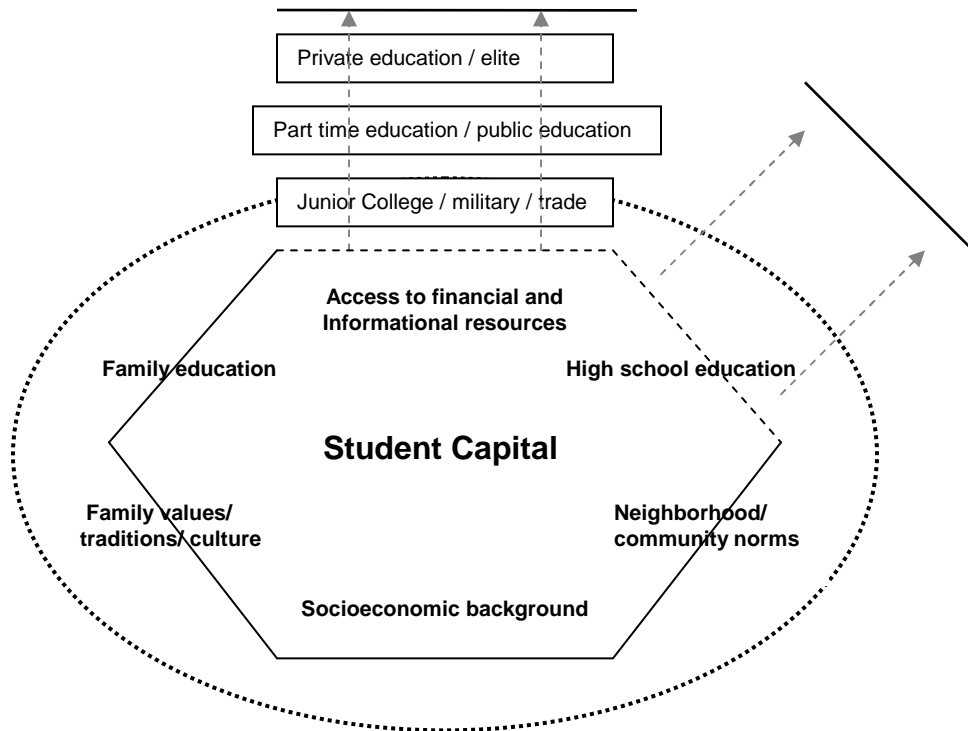 Private education / elite
Part time education / public education
Junior College / military / trade
Access to financial and
Informational resources
Family education
High school education
Student Capital
Family values/
traditions/ culture
Neighborhood/
community norms
Socioeconomic background